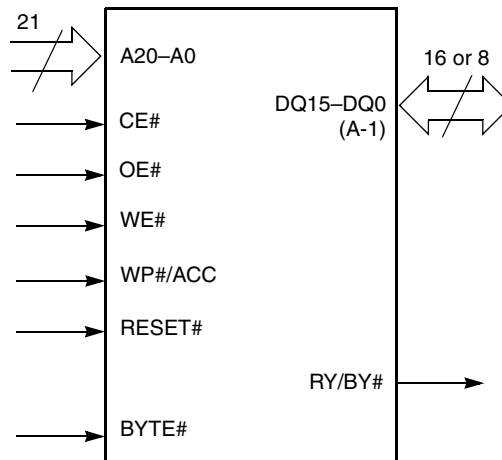 21
A20–A0
16 or 8
DQ15–DQ0
(A-1)
CE#
OE#
WE#
WP#/ACC
RESET#
RY/BY#
BYTE#